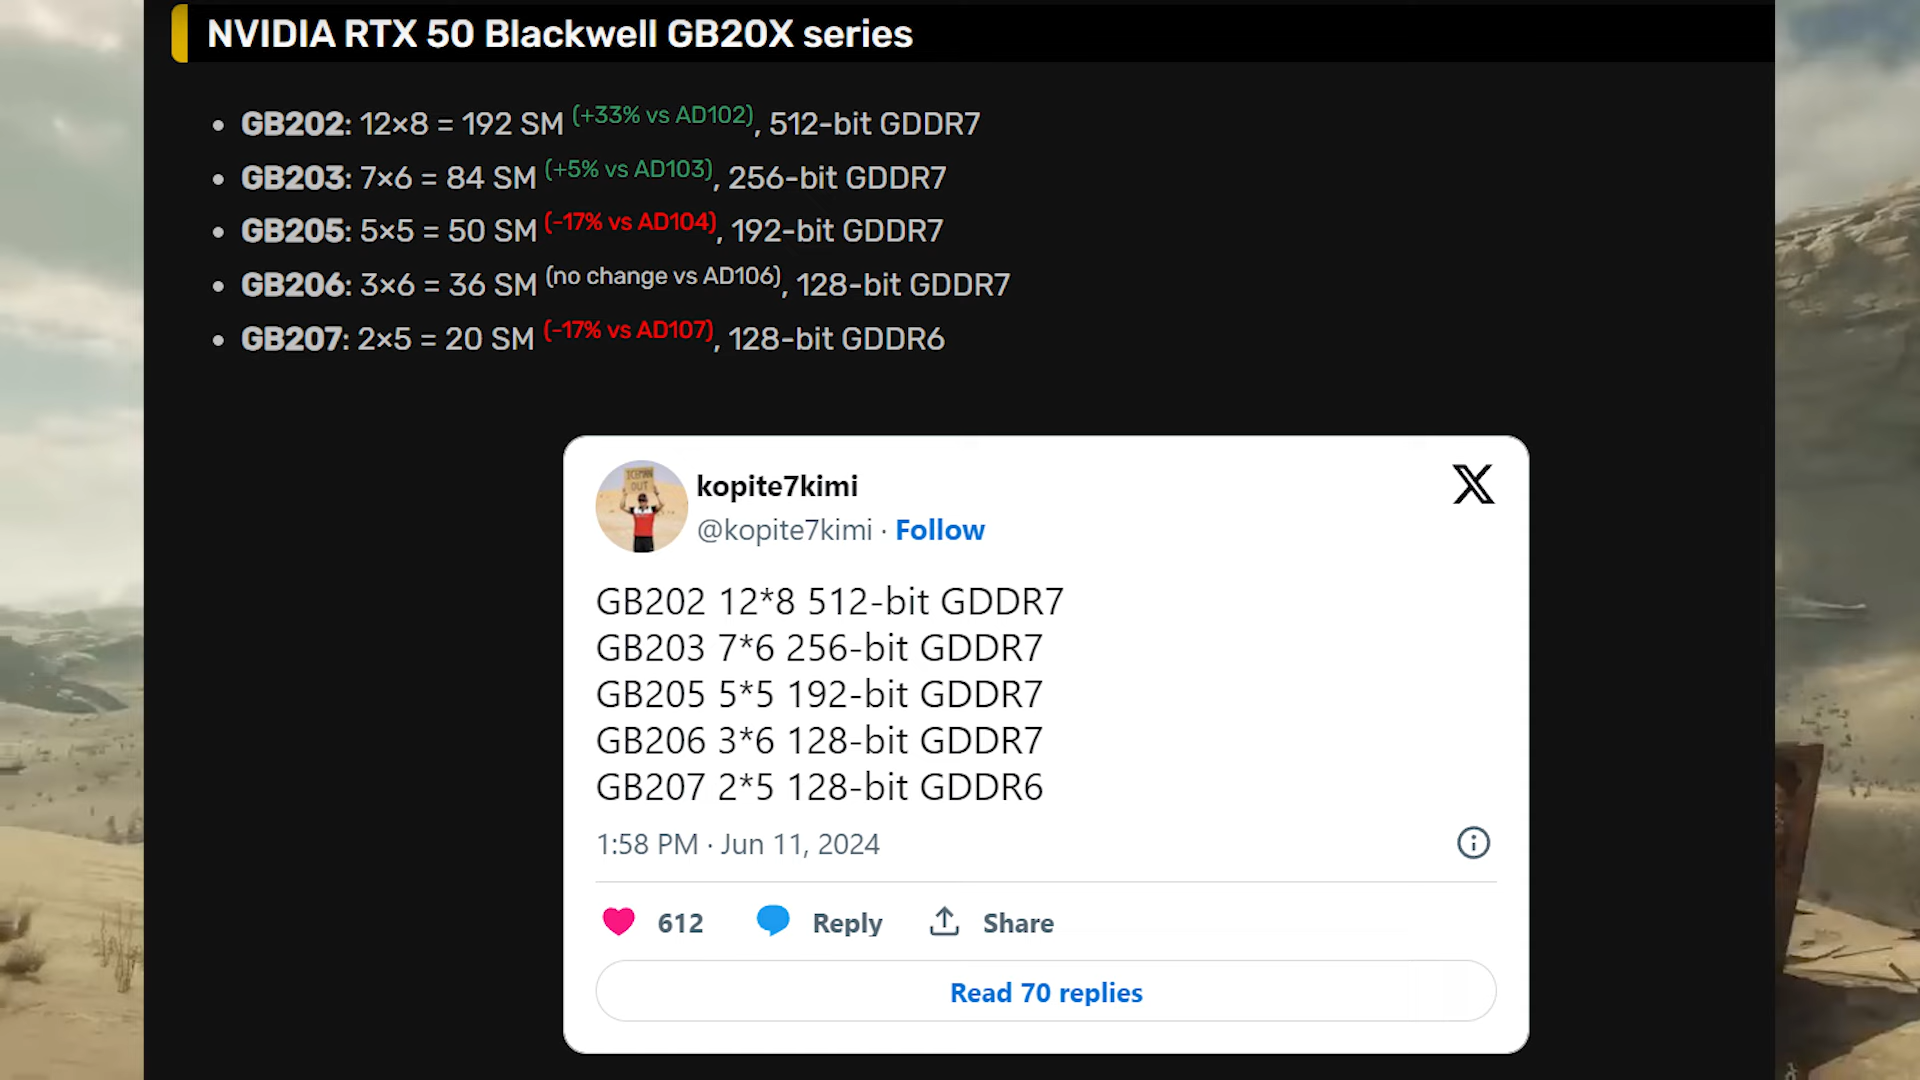 NVIDIA RTX 50 Blackwell GB20X series
• GB202: 12×8 = 192 SM (+33% vs AD102), 512-bit GDDR7
• GB203: 7×6 = 84 SM (+5% vs AD103), 256-bit GDDR7
• GB205: 5×5 = 50 SM (-17% vs AD104), 192-bit GDDR7
• GB206: 3×6 = 36 SM (no change vs AD106), 128-bit GDDR7
• GB207: 2×5 = 20 SM (-17% vs AD107), 128-bit GDDR6
kopite7kimi
@kopite7kimi · Follow
GB202 12*8 512-bit GDDR7
GB203 7*6 256-bit GDDR7
GB205 5*5 192-bit GDDR7
GB206 3*6 128-bit GDDR7
GB207 2*5 128-bit GDDR6
1:58 PM · Jun 11, 2024
612 Reply Share
Read 70 replies